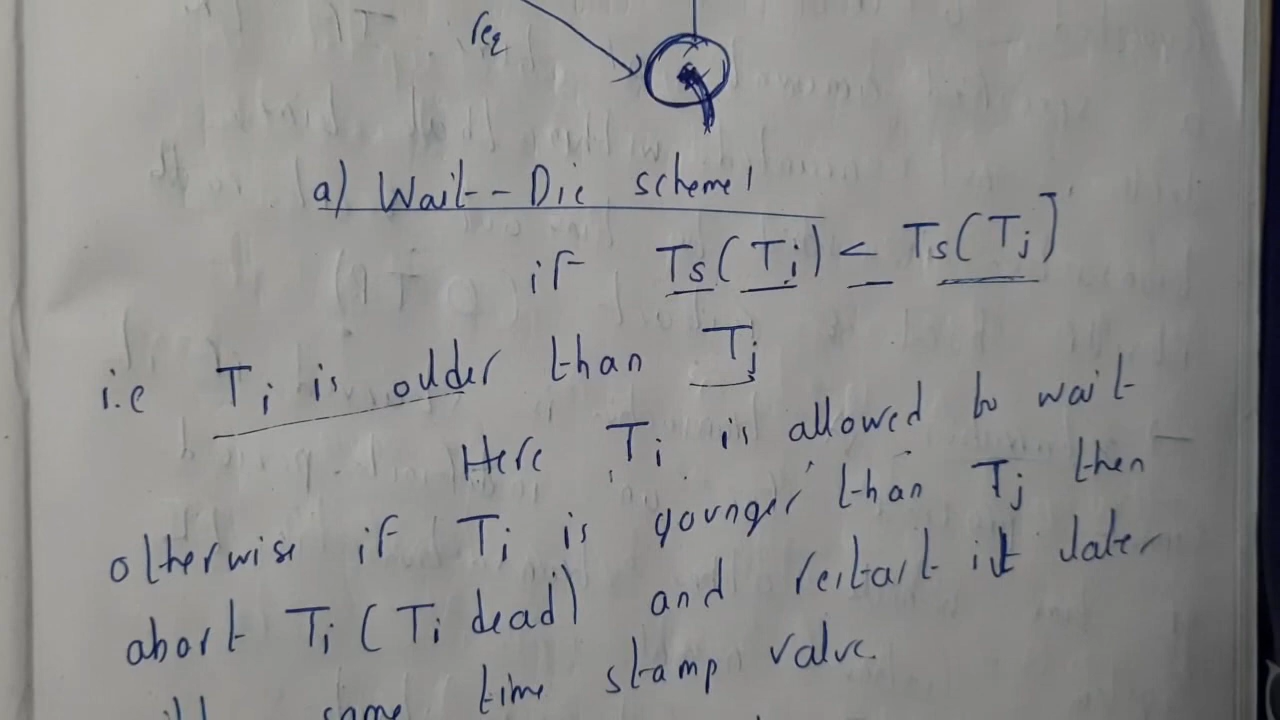 req
a) Wait-Die scheme
if Ts(Ti) < Ts(Tj)
i.e Ti is oulder than Tj
Here Ti is allowed to wait
otherwise if Ti is younger than Tj then
abort Ti (Ti dead) and restart it later
same time stamp value.